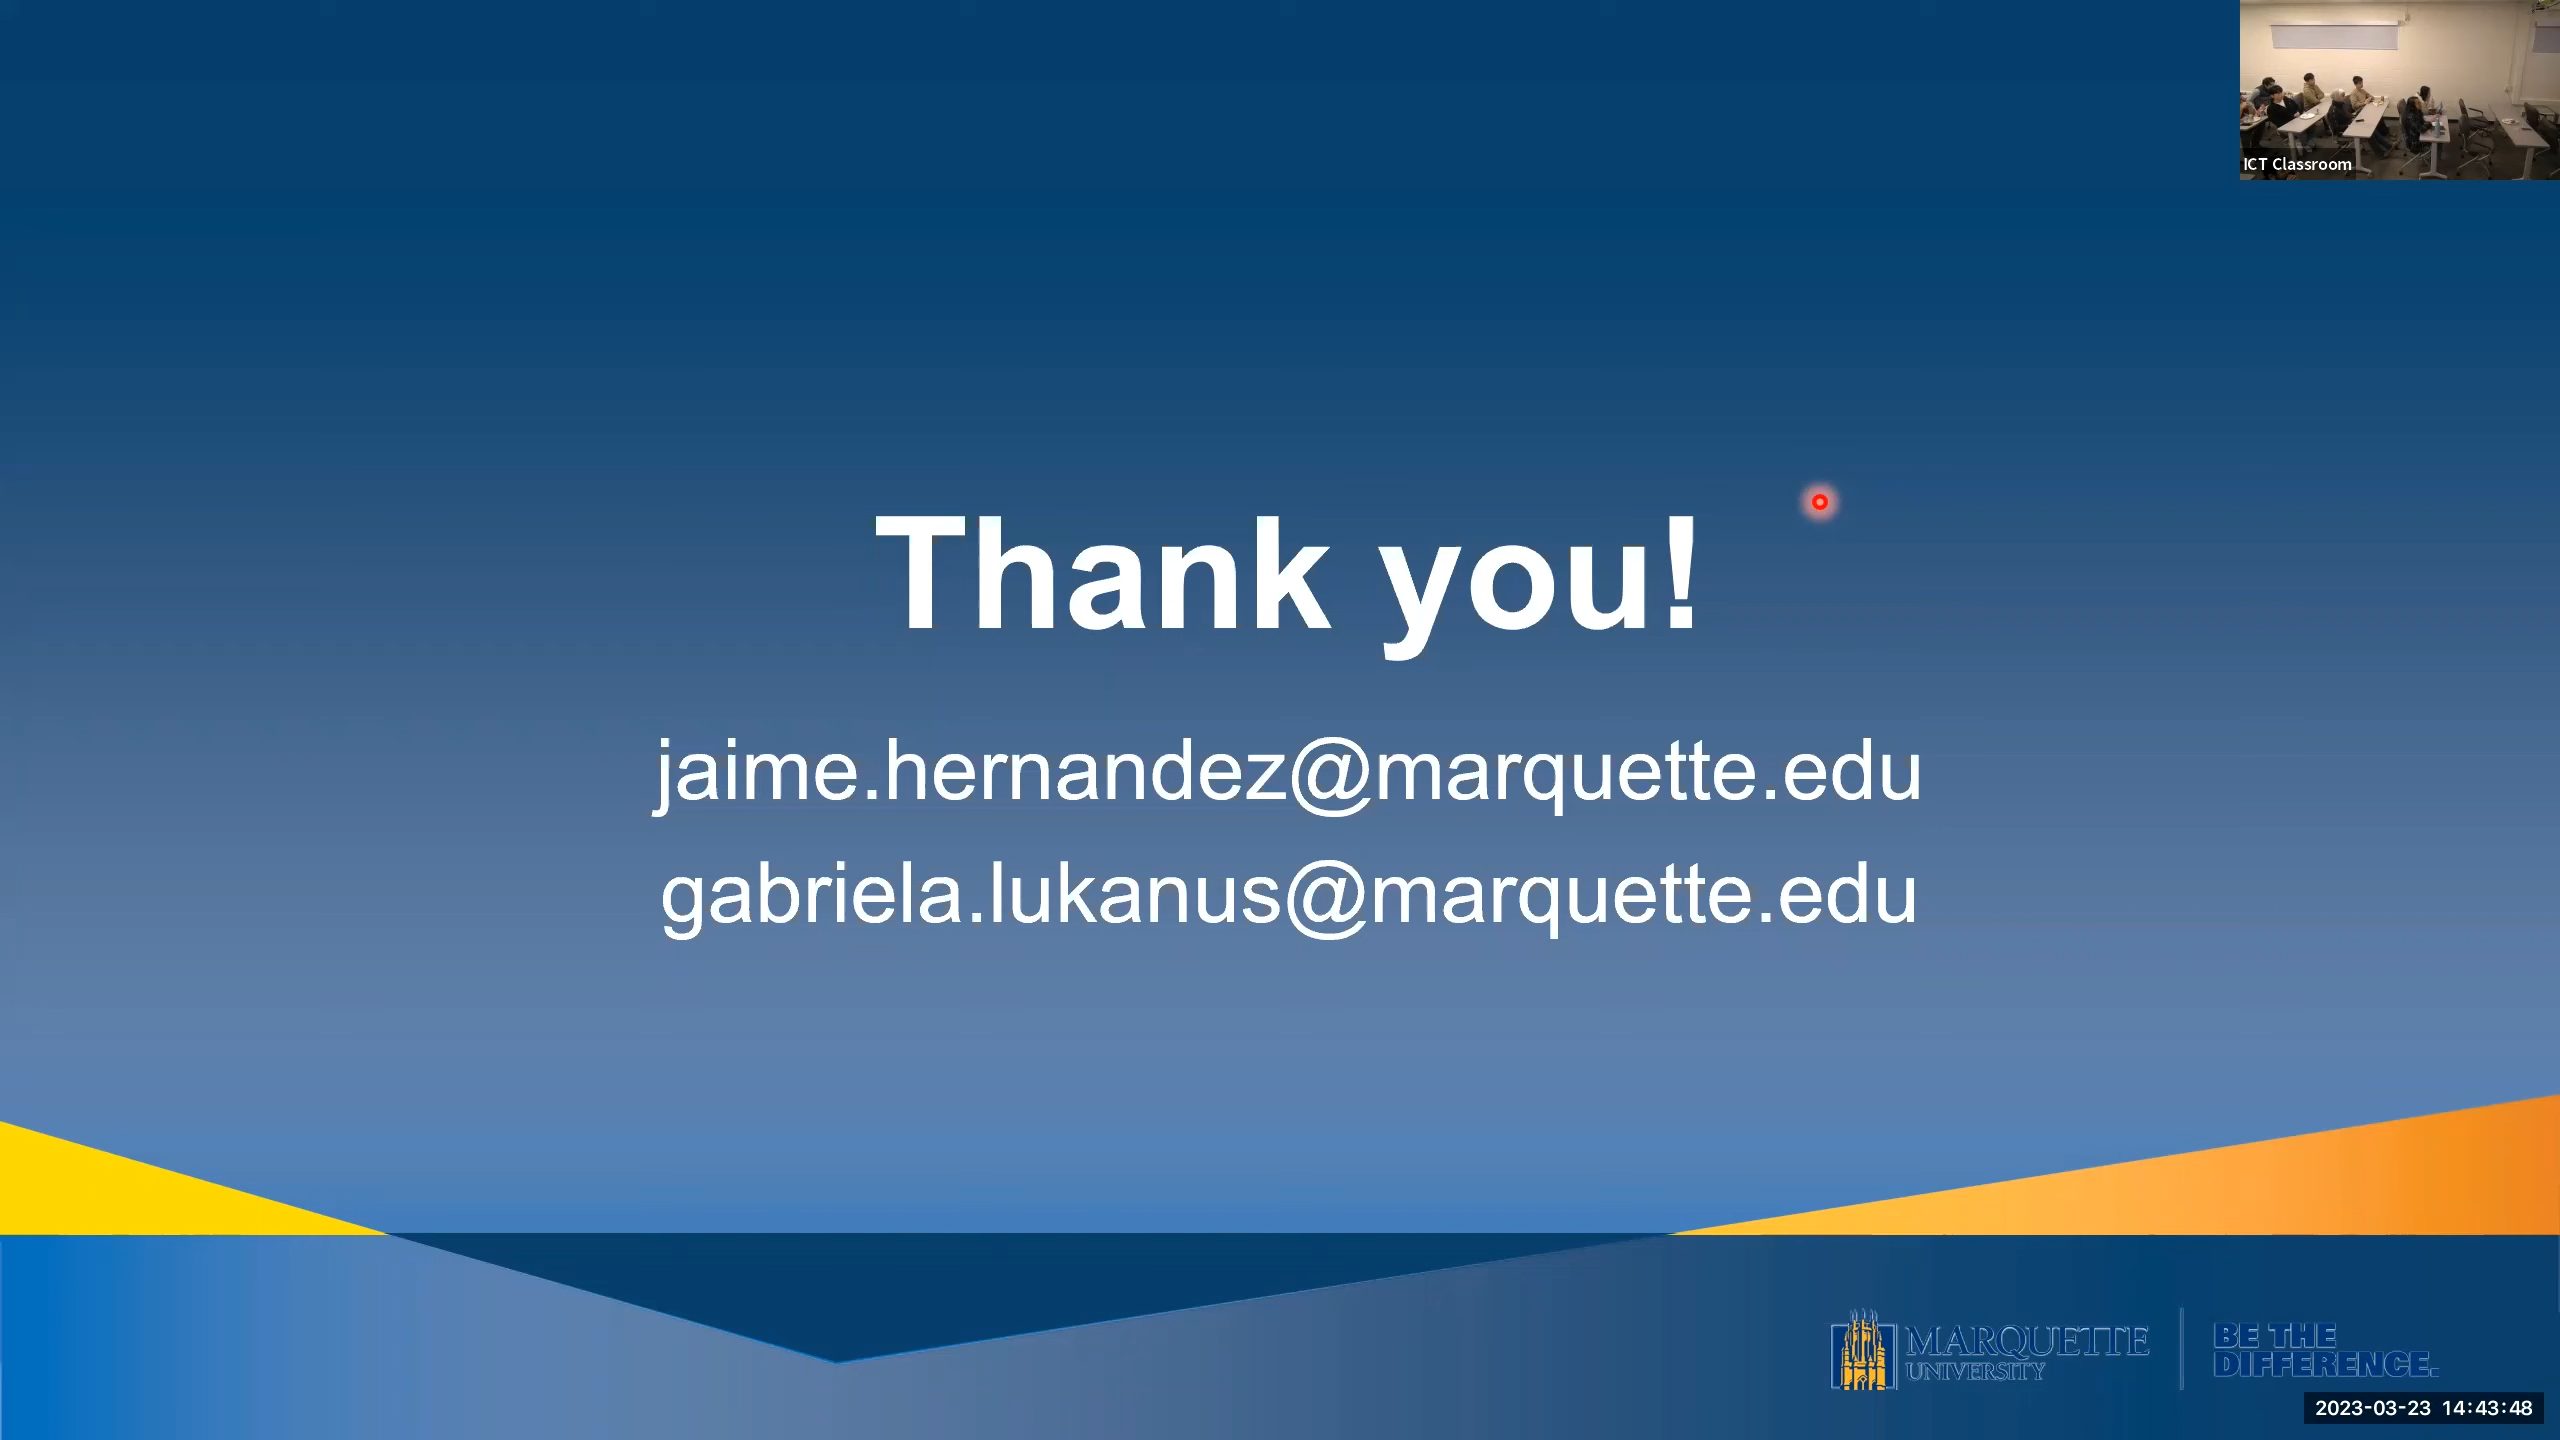 ICT Classroom
Thank you!
jaime.hernandez@marquette.edu
gabriela.lukanus@marquette.edu
MARQUETTE
UNIVERSITY
BE THE
DIFFERENCE.
2023-03-23 14:43:48